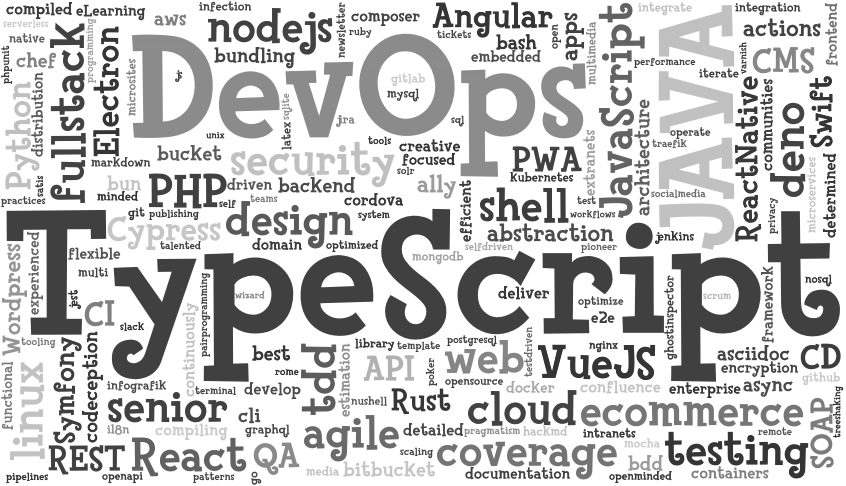 compiled
eLearning
serverless
native
phpunit
chef
programming
aws
infection
nodejs
newsletter
composer
ruby
bundling
Angular
tickets
bash
embedded
open
apps
multimedia
JavaScript
integrate
performance
JAVA
integration
varnish
actions
CMS
iterate
frontend
fullstack
Electron
microsites
DevOps
js
gitlab
mysql
sqlite
latex
jira
sql
unix
tools
Python
distribution
satis
practices
markdown
bucket
security
solr
creative
focused
PWA
Kubernetes
extranets
architecture
operate
traefik
socialmedia
ReactNative
communities
deno
Swift
microservices
determined
privacy
bun
minded
PHP
driven
self
teams
backend
cordova
ally
efficient
shell
test
workflows
git
publishing
Cypress
talented
design
system
domain
optimized
abstraction
selfdriven
pioneer
jenkins
mongodb
TypeScript
Wordpress
experienced
flexible
multi
jest
CI
slack
tooling
continuously
pairprogramming
wizard
deliver
optimize
e2e
nginx
ghostinspector
scrum
framework
nosql
functional
linux
Symfony
codeception
infografik
terminal
best
rome
develop
tdd
estimation
library
template
API
poker
postgresql
web
opensource
testdriven
docker
VueJS
confluence
enterprise
asciidoc
encryption
async
CD
github
senior
i18n
compiling
cli
graphql
nushell
Rust
agile
detailed
scaling
pragmatism
hackmd
cloud
ecommerce
intranets
mocha
remote
SOAP
treeshaking
pipelines
REST
openapi
React
patterns
go
QA
media
bitbucket
coverage
documentation
bdd
openminded
testing
containers